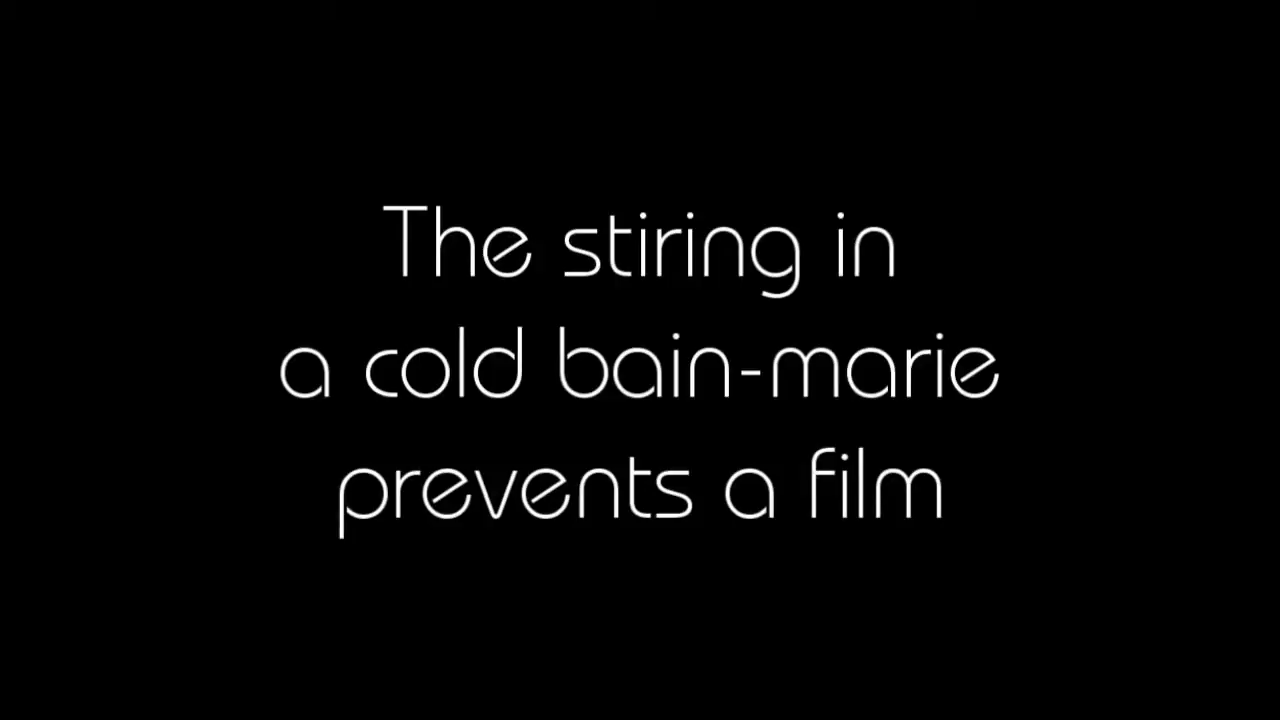 The stiring in
a cold bain-marie
prevents a film